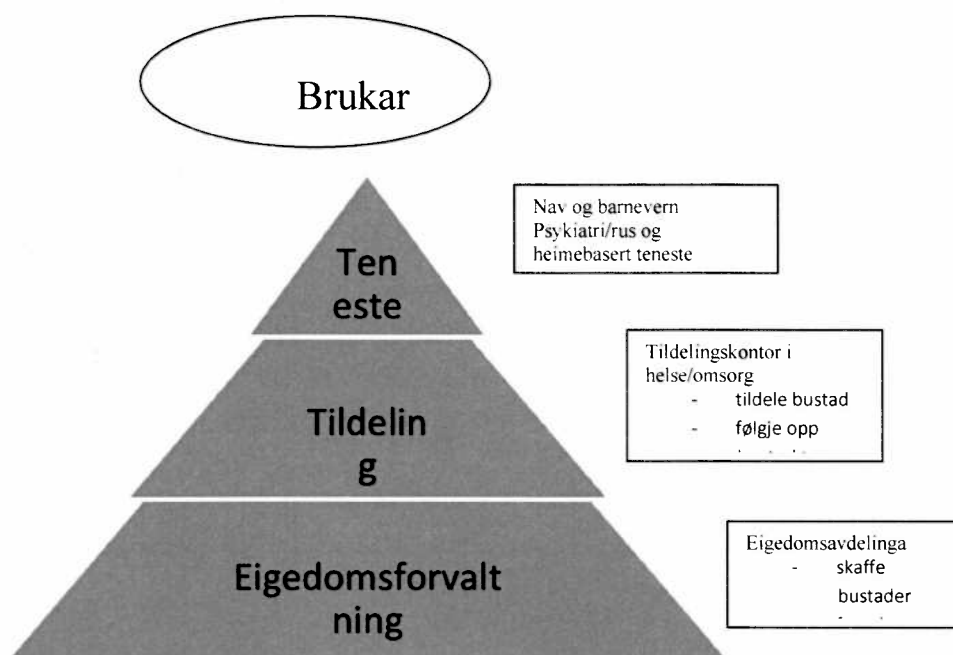 Brukar
Nav og barnevern
Psykiatri/rus og
heimebasert teneste
Ten
este
Tildelingskontor i
helse/omsorg
- tildele bustad
- følgje opp
Tildelin
g
Eigedomsavdelinga
- skaffe
bustader
Eigedomsforvalt
ning